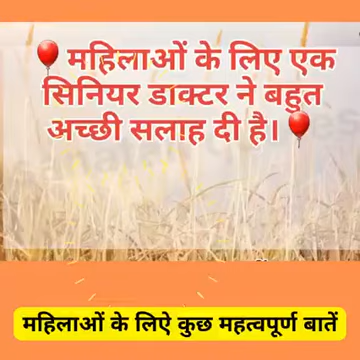 🎈महिलाओं के लिए एक
सिनियर डाक्टर ने बहुत
अच्छी सलाह दी है।🎈
महिलाओं के लिऐ कुछ महत्वपूर्ण बातें